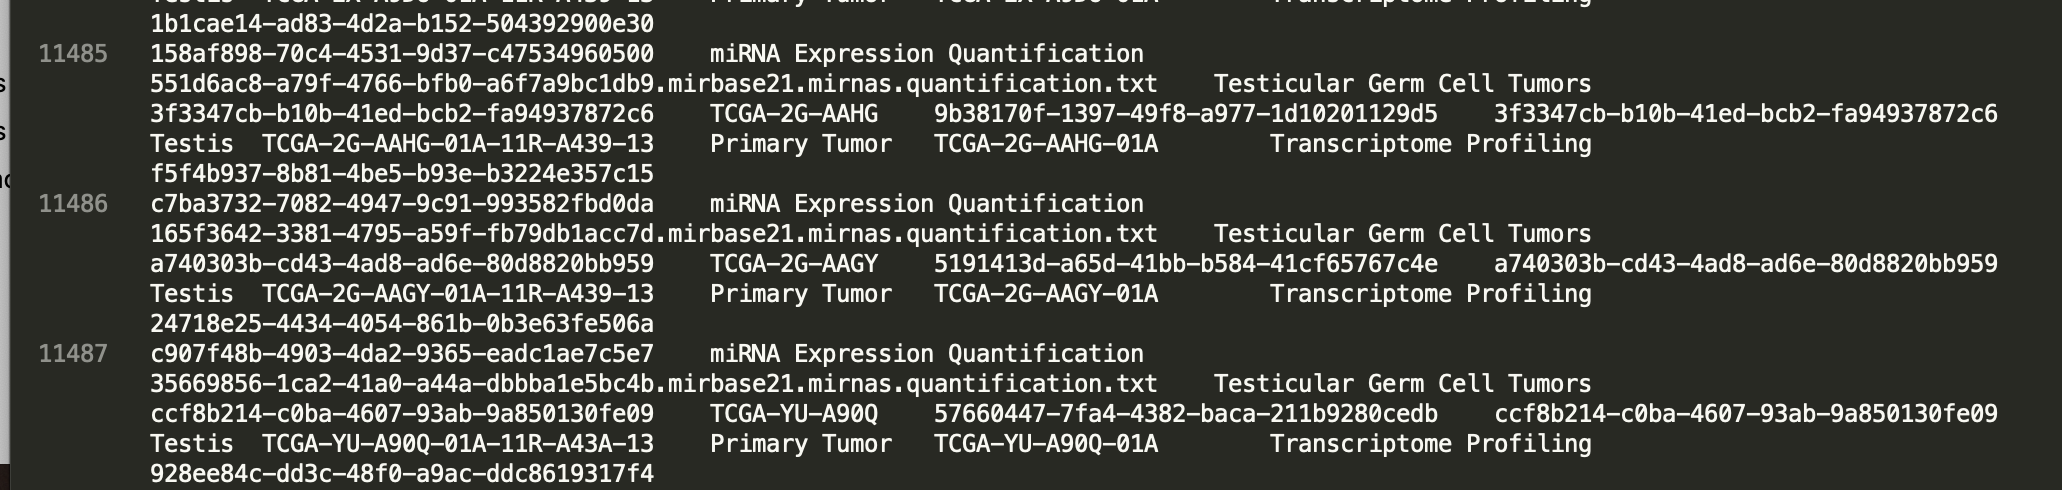 1b1cae14-ad83-4d2a-b152-504392900e30
11485 158af898-70c4-4531-9d37-c47534960500 miRNA Expression Quantification
551d6ac8-a79f-4766-bfb0-a6f7a9bc1db9.mirbase21.mirnas.quantification.txt Testicular Germ Cell Tumors
3f3347cb-b10b-41ed-bcb2-fa94937872c6 TCGA-2G-AAHG 9b38170f-1397-49f8-a977-1d10201129d5 3f3347cb-b10b-41ed-bcb2-fa94937872c6
Testis TCGA-2G-AAHG-01A-11R-A439-13 Primary Tumor TCGA-2G-AAHG-01A Transcriptome Profiling
f5f4b937-8b81-4be5-b93e-b3224e357c15
11486 c7ba3732-7082-4947-9c91-993582fbd0da miRNA Expression Quantification
165f3642-3381-4795-a59f-fb79db1acc7d.mirbase21.mirnas.quantification.txt Testicular Germ Cell Tumors
a740303b-cd43-4ad8-ad6e-80d8820bb959 TCGA-2G-AAGY 5191413d-a65d-41bb-b584-41cf65767c4e a740303b-cd43-4ad8-ad6e-80d8820bb959
Testis TCGA-2G-AAGY-01A-11R-A439-13 Primary Tumor TCGA-2G-AAGY-01A Transcriptome Profiling
24718e25-4434-4054-861b-0b3e63fe506a
11487 c907f48b-4903-4da2-9365-eadc1ae7c5e7 miRNA Expression Quantification
35669856-1ca2-41a0-a44a-dbbba1e5bc4b.mirbase21.mirnas.quantification.txt Testicular Germ Cell Tumors
ccf8b214-c0ba-4607-93ab-9a850130fe09 TCGA-YU-A90Q 57660447-7fa4-4382-baca-211b9280cedb ccf8b214-c0ba-4607-93ab-9a850130fe09
Testis TCGA-YU-A90Q-01A-11R-A43A-13 Primary Tumor TCGA-YU-A90Q-01A Transcriptome Profiling
928ee84c-dd3c-48f0-a9ac-ddc8619317f4